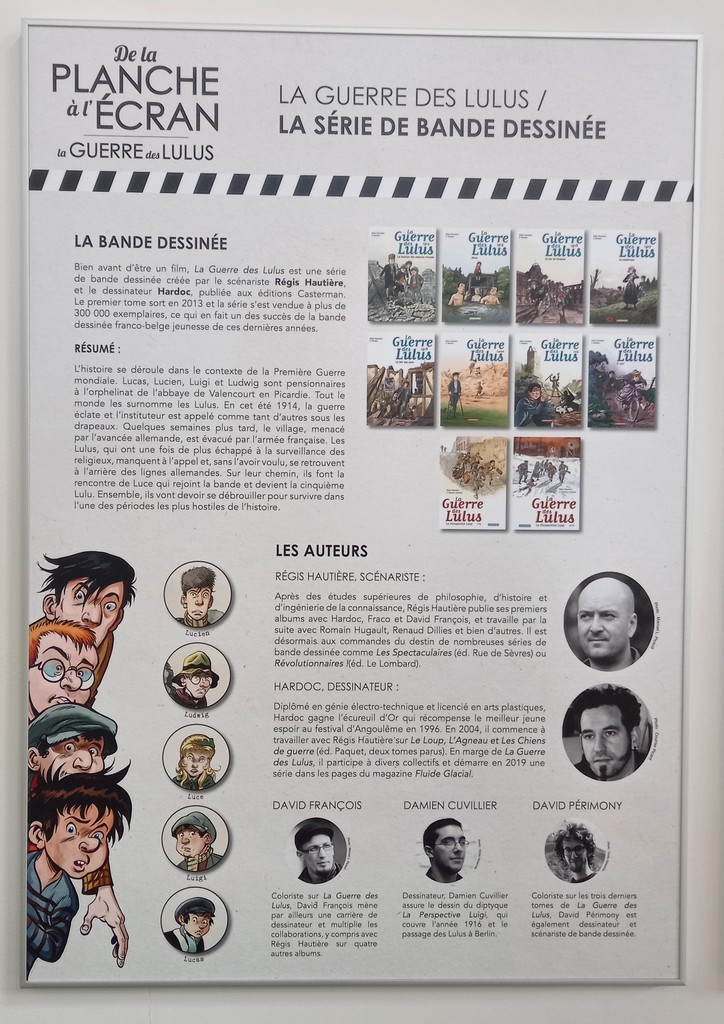 De la
PLANCHE
à l'ÉCRAN
la GUERRE des LULUS
LA GUERRE DES LULUS /
LA SÉRIE DE BANDE DESSINÉE
LA BANDE DESSINÉE
Bien avant d'être un film, La Guerre des Lulus est une série
de bande dessinée créée par le scénariste Régis Hautière,
et le dessinateur Hardoc, publiée aux éditions Casterman.
Le premier tome sort en 2013 et la série s'est vendue à plus de
300 000 exemplaires, ce qui en fait un des succès de la bande
dessinée franco-belge jeunesse de ces dernières années.
RÉSUMÉ :
L'histoire se déroule dans le contexte de la Première Guerre
mondiale. Lucas, Lucien, Luigi et Ludwig sont pensionnaires
à l'orphelinat de l'abbaye de Valencourt en Picardie. Tout le
monde les surnomme les Lulus. En cet été 1914, la guerre
éclate et l'instituteur est appelé comme tant d'autres sous les
drapeaux. Quelques semaines plus tard, le village, menacé
par l'avancée allemande, est évacué par l'armée française. Les
Lulus, qui ont une fois de plus échappé à la surveillance des
religieux, manquent à l'appel et, sans l'avoir voulu, se retrouvent
à l'arrière des lignes allemandes. Sur leur chemin, ils font la
rencontre de Luce qui rejoint la bande et devient la cinquième
Lulu. Ensemble, ils vont devoir se débrouiller pour survivre dans
l'une des périodes les plus hostiles de l'histoire.
La Guerre des Lulus
La Guerre des Lulus
La Guerre des Lulus
La Guerre des Lulus
La Guerre des Lulus
La Guerre des Lulus
La Guerre des Lulus
La Guerre des Lulus
La Guerre des Lulus
La Guerre des Lulus
Lucien
Ludwig
Luce
Luigi
Lucas
LES AUTEURS
RÉGIS HAUTIÈRE, SCÉNARISTE :
Après des études supérieures de philosophie, d'histoire et
d'ingénierie de la connaissance, Régis Hautière publie ses premiers
albums avec Hardoc, Fraco et David François, et travaille par la
suite avec Romain Hugault, Renaud Dillies et bien d'autres. Il est
désormais aux commandes du destin de nombreuses séries de
bande dessinée comme Les Spectaculaires (éd. Rue de Sèvres) ou
Révolutionnaires !(éd. Le Lombard).
HARDOC, DESSINATEUR :
Diplômé en génie électro-technique et licencié en arts plastiques,
Hardoc gagne l'écureuil d'Or qui récompense le meilleur jeune
espoir au festival d'Angoulême en 1996. En 2004, il commence à
travailler avec Régis Hautière sur Le Loup, L'Agneau et Les Chiens
de guerre (éd. Paquet, deux tomes parus). En marge de La Guerre
des Lulus, il participe à divers collectifs et démarre en 2019 une
série dans les pages du magazine Fluide Glacial.
DAVID FRANÇOIS
Coloriste sur La Guerre des
Lulus, David François mène
par ailleurs une carrière de
dessinateur et multiplie les
collaborations, y compris avec
Régis Hautière sur quatre
autres albums.
DAMIEN CUVILLIER
Dessinateur, Damien Cuvillier
assure le dessin du diptyque
La Perspective Luigi, qui
couvre l'année 1916 et le
passage des Lulus à Berlin.
DAVID PÉRIMONY
Coloriste sur les trois derniers
tomes de La Guerre des
Lulus, David Périmony est
également dessinateur et
scénariste de bande dessinée.